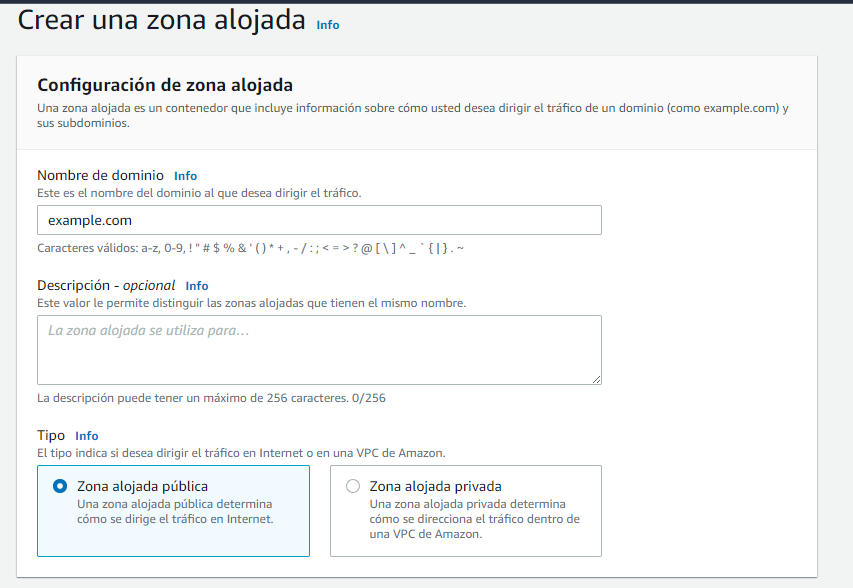 Crear una zona alojada Info
Configuración de zona alojada
Una zona alojada es un contenedor que incluye información sobre cómo usted desea dirigir el tráfico de un dominio (como example.com) y
sus subdominios.
Nombre de dominio Info
Este es el nombre del dominio al que desea dirigir el tráfico.
example.com
Caracteres válidos: a-z, 0-9, ! " # $ % & ' ( ) * + , - / : ; < = > ? @ [ \ ] ^ _ ` { | } . ~
Descripción - opcional Info
Este valor le permite distinguir las zonas alojadas que tienen el mismo nombre.
La zona alojada se utiliza para...
La descripción puede tener un máximo de 256 caracteres. 0/256
Tipo Info
El tipo indica si desea dirigir el tráfico en Internet o en una VPC de Amazon.
Zona alojada pública
Una zona alojada pública determina
cómo se dirige el tráfico en Internet.
Zona alojada privada
Una zona alojada privada determina
cómo se direcciona el tráfico dentro de
una VPC de Amazon.